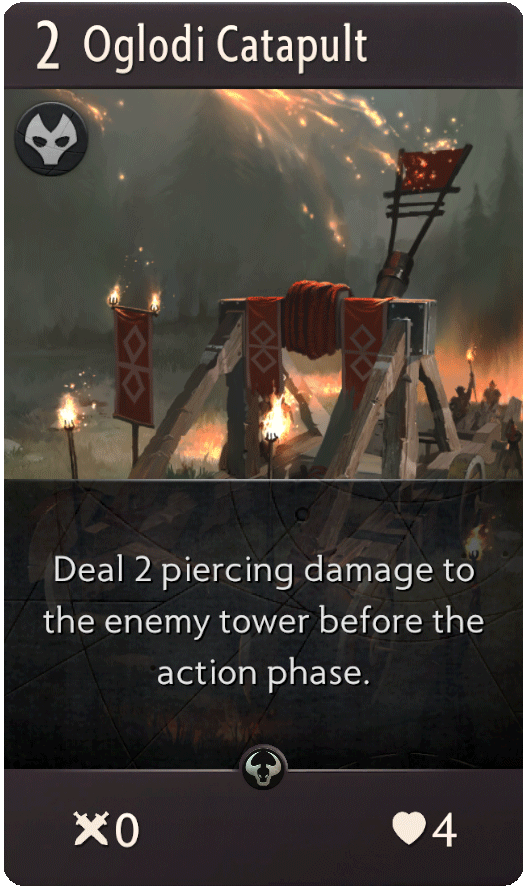 2 Oglodi Catapult
Deal 2 piercing damage to
the enemy tower before the
action phase.
0 4